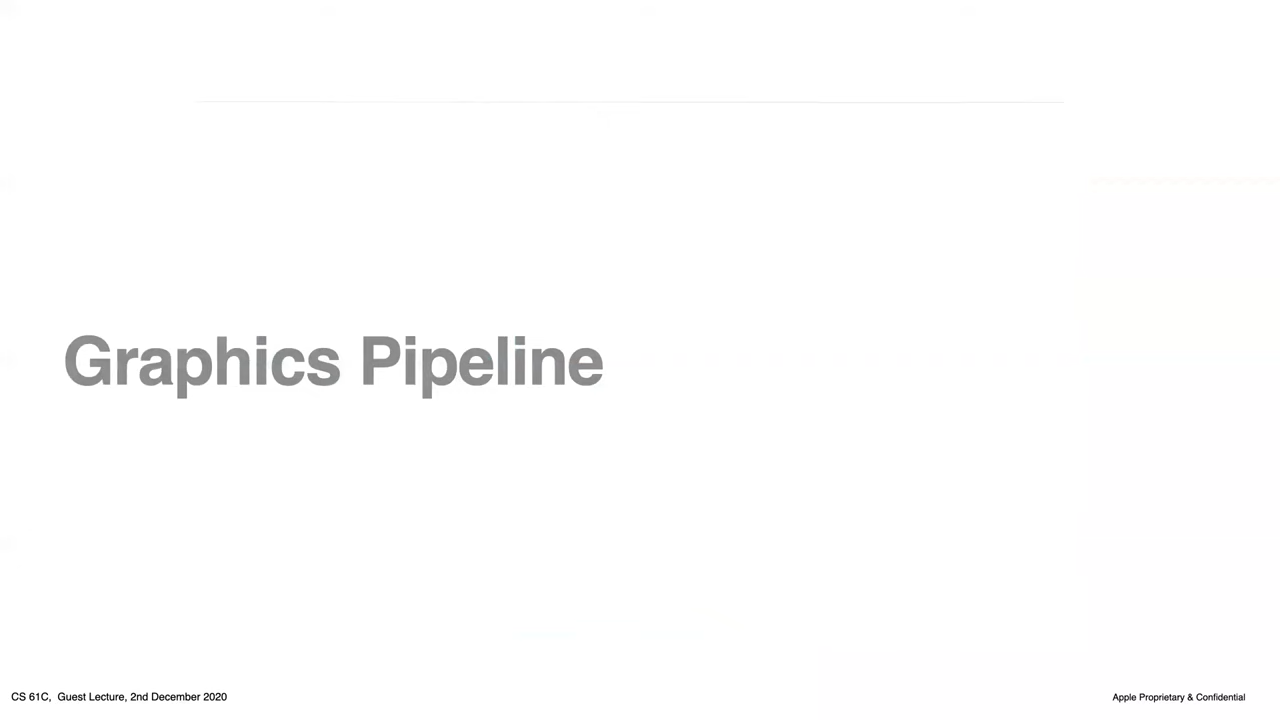 Graphics Pipeline
CS 61C,  Guest Lecture, 2nd December 2020
Apple Proprietary & Confidential